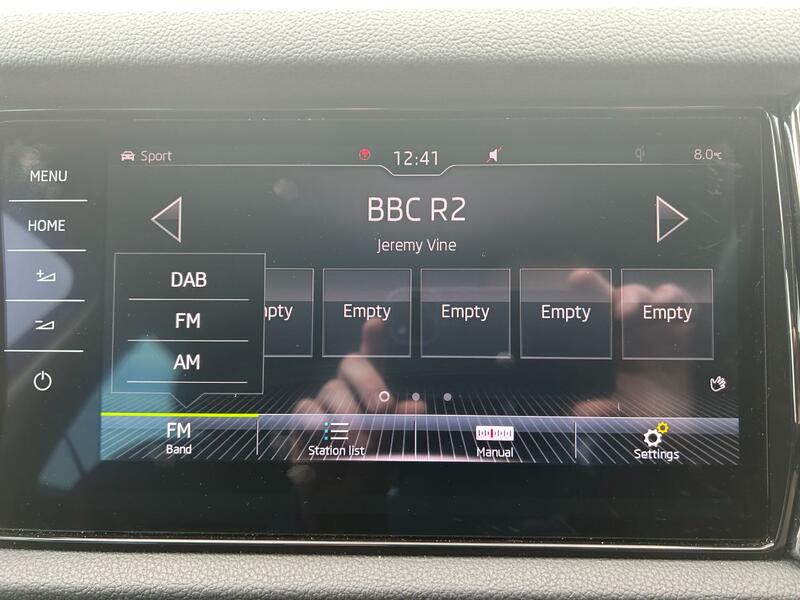 Sport
12:41
8.0°C
MENU
HOME
BBC R2
Jeremy Vine
DAB
FM
AM
pty
Empty
Empty
Empty
Empty
FM
Band
Station list
Manual
Settings